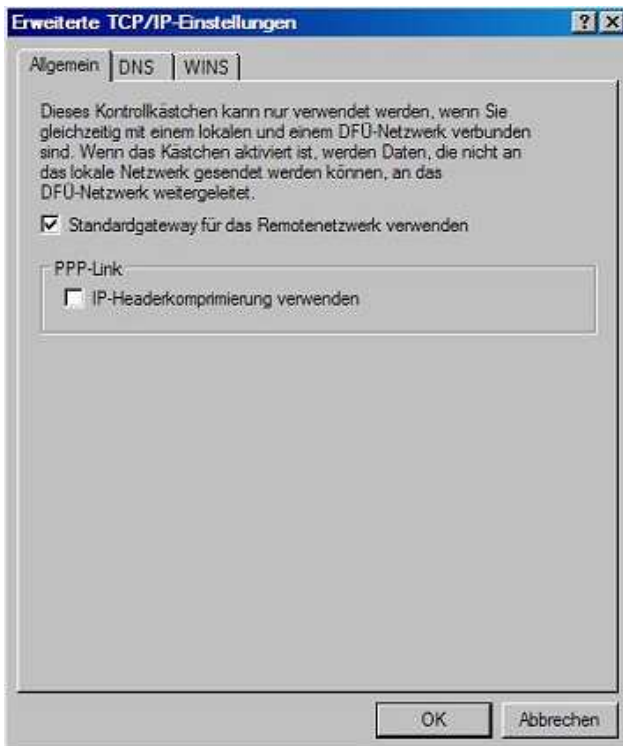 Erweiterte TCP/IP-Einstellungen
Allgemein
DNS
WINS
Dieses Kontrollkästchen kann nur verwendet werden, wenn Sie
gleichzeitig mit einem lokalen und einem DFÜ-Netzwerk verbunden
sind. Wenn das Kästchen aktiviert ist, werden Daten, die nicht an
das lokale Netzwerk gesendet werden können, an das
DFÜ-Netzwerk weitergeleitet.
Standardgateway für das Remotenetzwerk verwenden
PPP-Link
IP-Headerkomprimierung verwenden
OK
Abbrechen